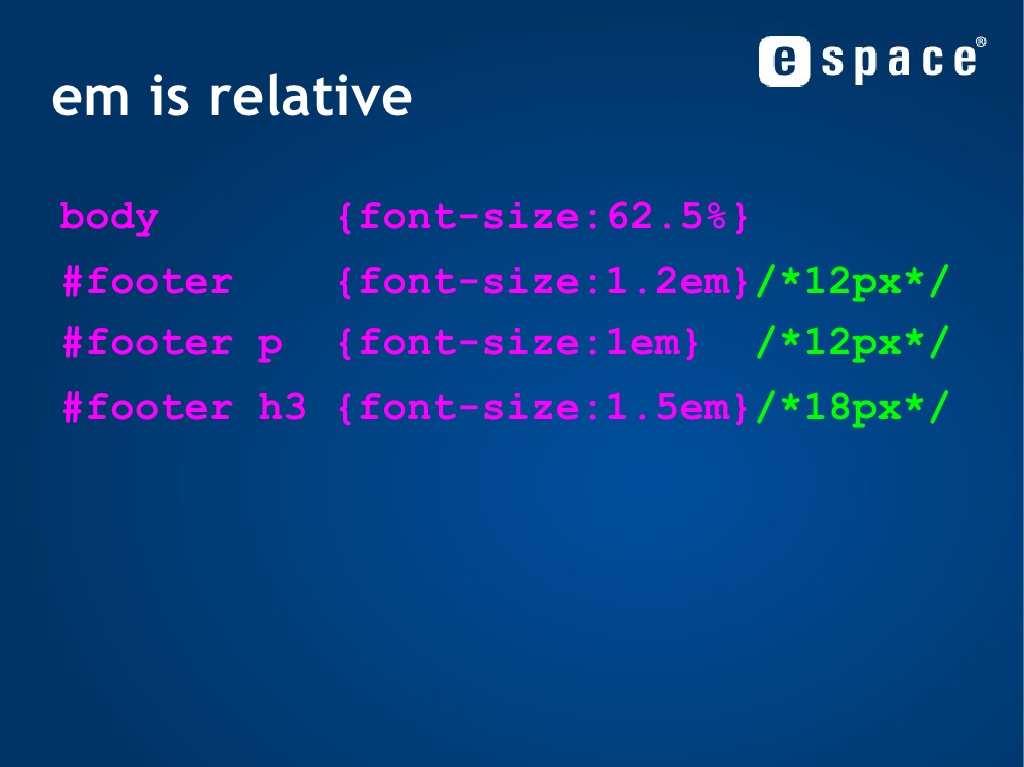 espace®
em is relative
body {font-size:62.5%}
#footer {font-size:1.2em}/*12px*/
#footer p {font-size:1em} /*12px*/
#footer h3 {font-size:1.5em}/*18px*/